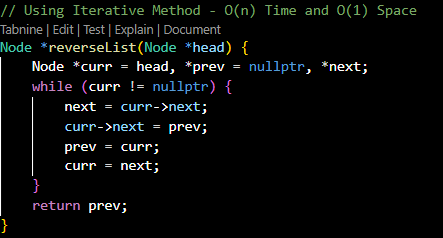 // Using Iterative Method - O(n) Time and O(1) Space
Tabnine | Edit | Test | Explain | Document
Node *reverseList(Node *head) {
    Node *curr = head, *prev = nullptr, *next;
    while (curr != nullptr) {
        next = curr->next;
        curr->next = prev;
        prev = curr;
        curr = next;
    }
    return prev;
}